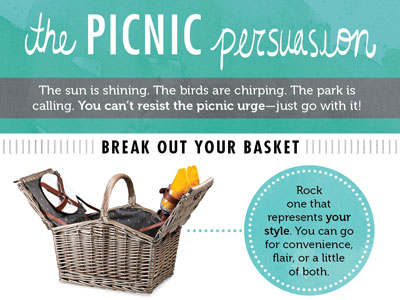 the PICNIC persuasion
The sun is shining. The birds are chirping. The park is
calling. You can't resist the picnic urge—just go with it!
BREAK OUT YOUR BASKET
Rock
one that
represents your
style. You can go
for convenience,
flair, or a little
of both.